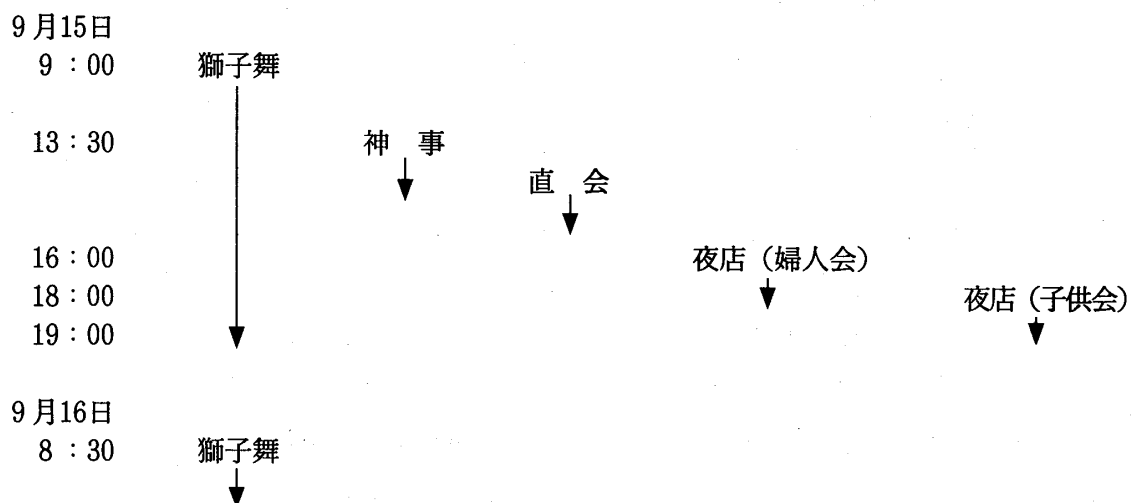 9月15日
9：00 獅子舞
13：30 神 事
直 会
16：00 夜店（婦人会）
18：00 夜店（子供会）
19：00
9月16日
8：30 獅子舞